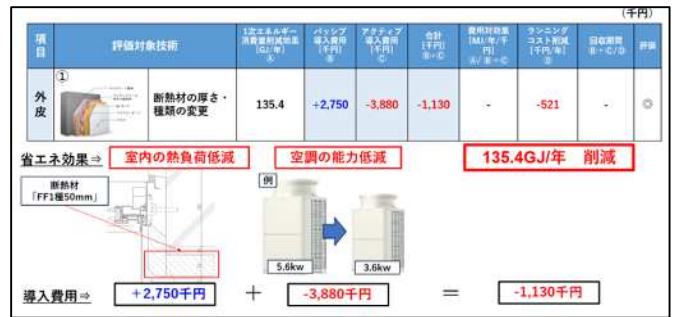 (千円)
項目
評価対象技術
1次エネルギー消費量削減効果 [GJ/年] Ⓐ
パッシブ導入費用 [千円] Ⓑ
アクティブ導入費用 [千円] Ⓒ
合計 [千円] Ⓑ+Ⓒ
費用対効果 [MJ/年/千円] Ⓐ/Ⓑ+Ⓒ
ランニングコスト削減 [千円/年] Ⓓ
回収期間 Ⓑ+Ⓒ/Ⓓ
評価
外皮
①
断熱材の厚さ・種類の変更
135.4
+2,750
-3,880
-1,130
-
-521
-
◎
省エネ効果⇒
室内の熱負荷低減
空調の能力低減
135.4GJ/年 削減
断熱材
「FF1種50mm」
例
5.6kw
3.6kw
導入費用⇒
+2,750千円
+
-3,880千円
=
-1,130千円